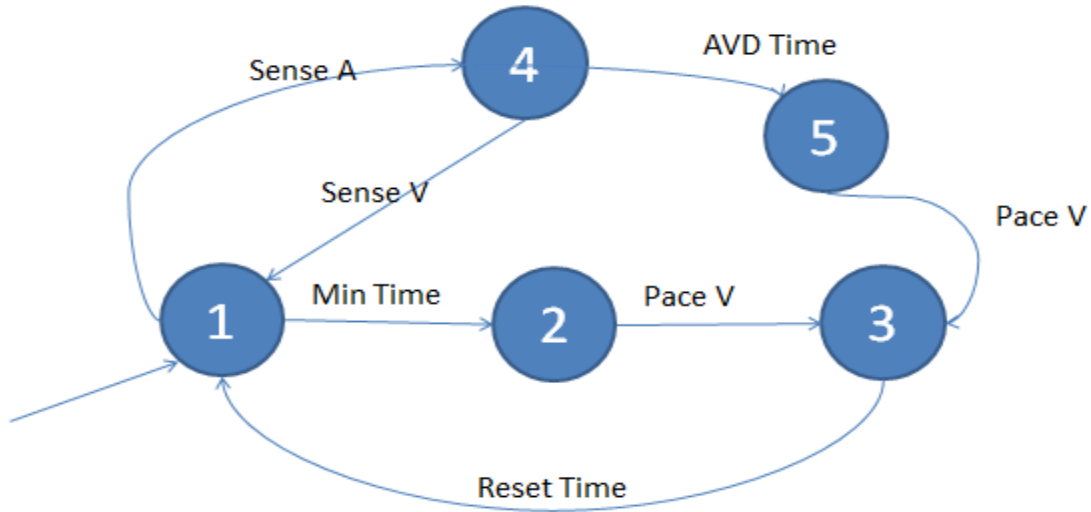 4
AVD Time
Sense A
5
Sense V
Pace V
Min Time
Pace V
1
2
3
Reset Time